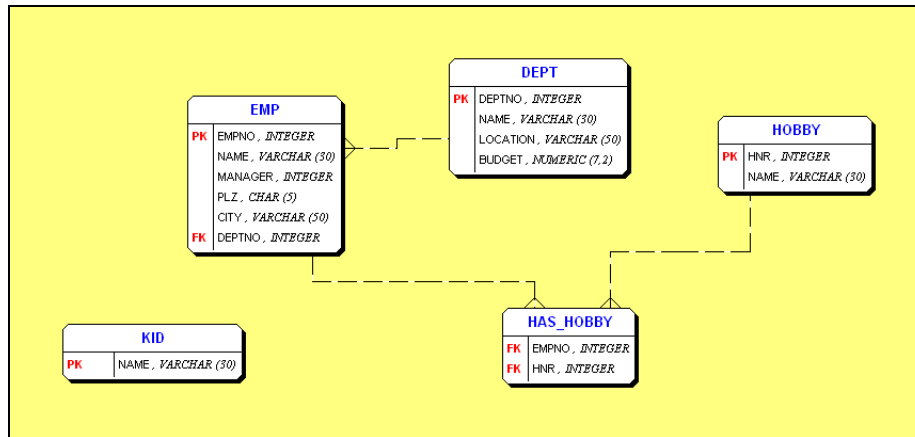 DEPT
PK DEPTNO , INTEGER
NAME , VARCHAR (30)
LOCATION , VARCHAR (50)
BUDGET , NUMERIC (7,2)
EMP
PK EMPNO , INTEGER
NAME , VARCHAR (30)
MANAGER , INTEGER
PLZ , CHAR (5)
CITY , VARCHAR (50)
FK DEPTNO , INTEGER
HOBBY
PK HNR , INTEGER
NAME , VARCHAR (30)
KID
PK NAME , VARCHAR (30)
HAS_HOBBY
FK EMPNO , INTEGER
FK HNR , INTEGER